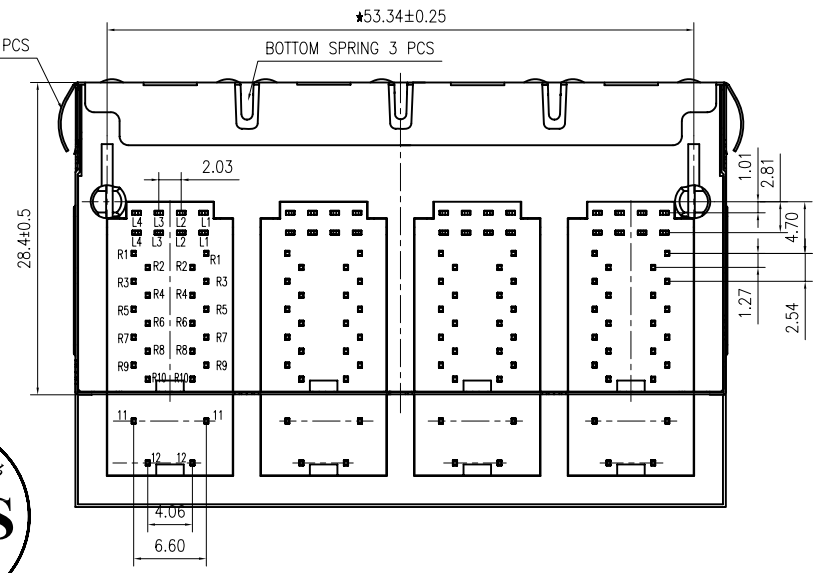 ★53.34±0.25
PCS
BOTTOM SPRING 3 PCS
2.03
1.01
2.81
28.4±0.5
4.70
L4 L3 L2 L1
L4 L3 L2 L1
R1 R1
R2 R2
R3 R3
R4 R4
1.27
2.54
R5 R5
R6 R6
R7 R7
R8 R8
R9 R9
R10 R10
11 11
12 12
4.06
6.60
S